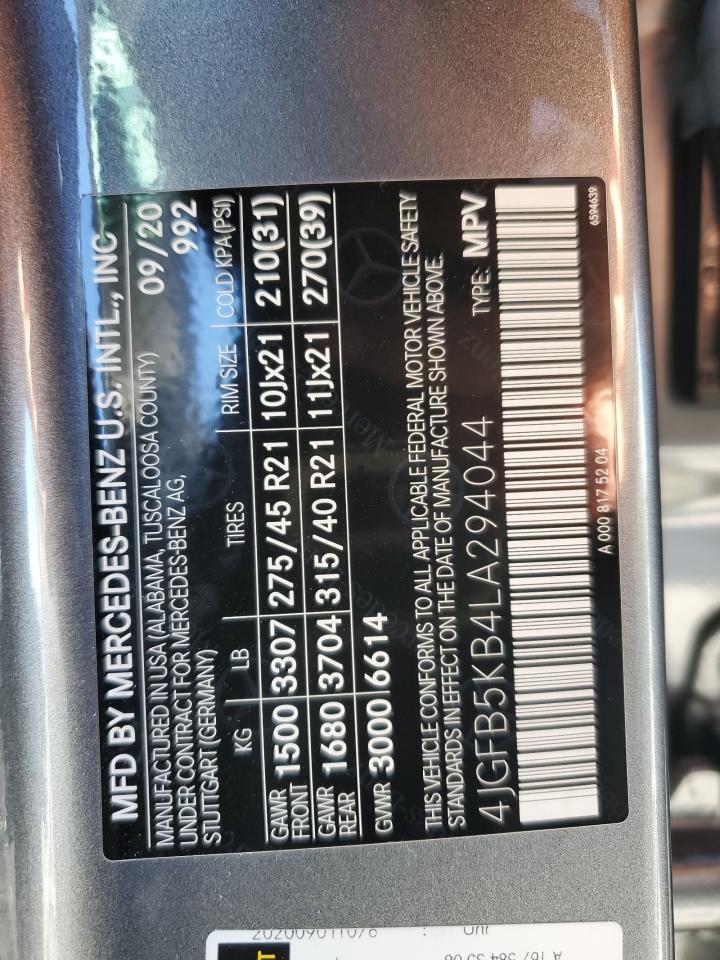 MFD BY MERCEDES-BENZ U.S. INTL., INC
MANUFACTURED IN USA (ALABAMA, TUSCALOOSA COUNTY) 09/20
UNDER CONTRACT FOR MERCEDES-BENZ AG, 992
STUTTGART (GERMANY)
KG LB TIRES RIM SIZE COLD KPA (PSI)
GAWR FRONT 1500 3307 275/45 R21 10Jx21 210(31)
GAWR REAR 1680 3704 315/40 R21 11Jx21 270(39)
GVWR 3000 6614
THIS VEHICLE CONFORMS TO ALL APPLICABLE FEDERAL MOTOR VEHICLE SAFETY
STANDARDS IN EFFECT ON THE DATE OF MANUFACTURE SHOWN ABOVE.
4JGFB5KB4LA294044 TYPE: MPV
A 000 817 52 04 6594639